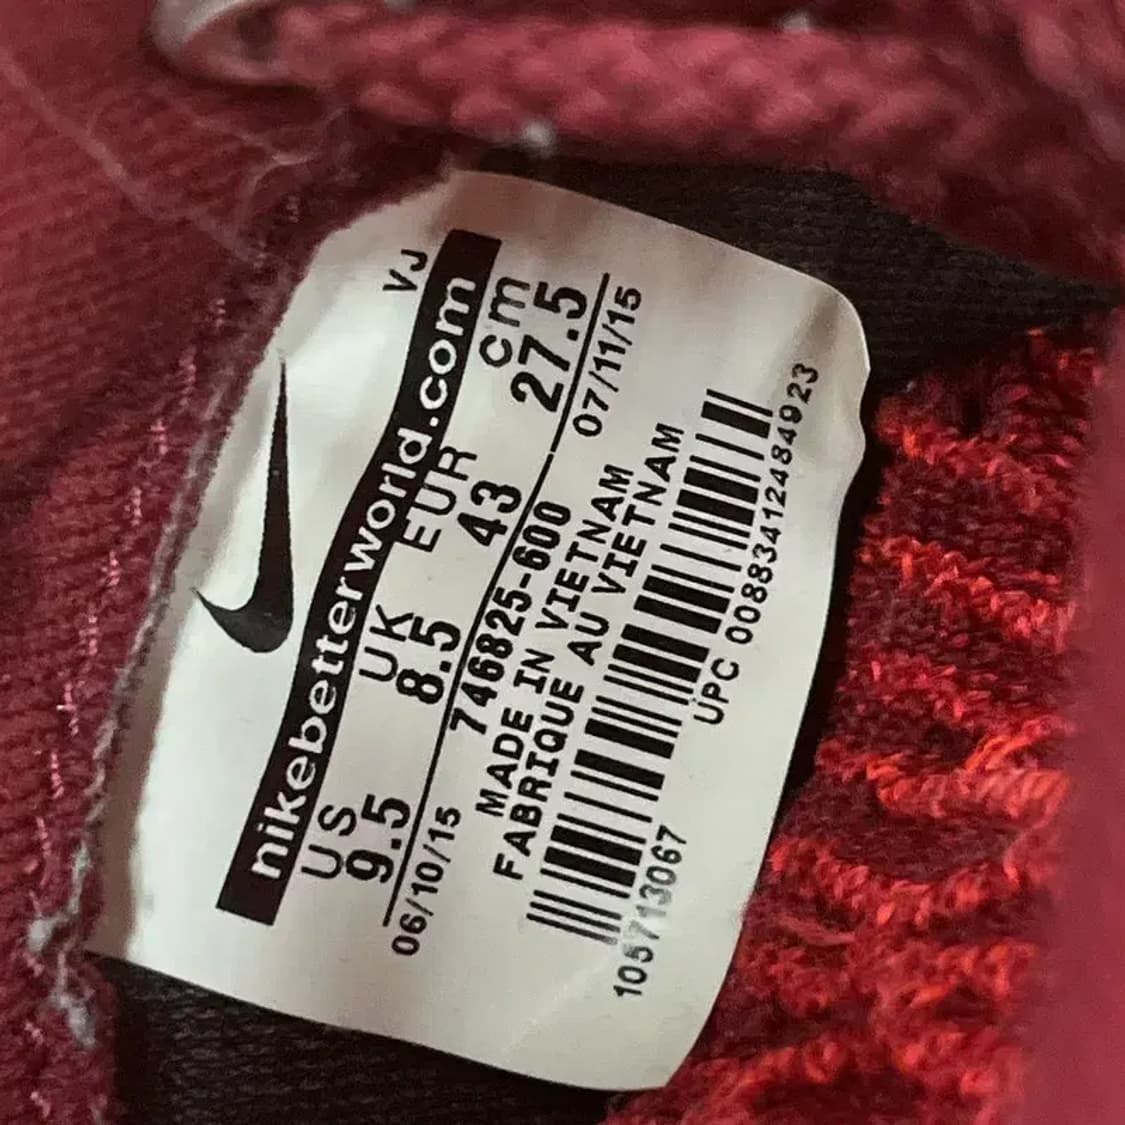 VJ
nikebetterworld.com
US UK EUR cm
9.5 8.5 43 27.5
06/10/15 746825-600 07/11/15
MADE IN VIETNAM
FABRIQUE AU VIETNAM
105713067 UPC 00883412484923